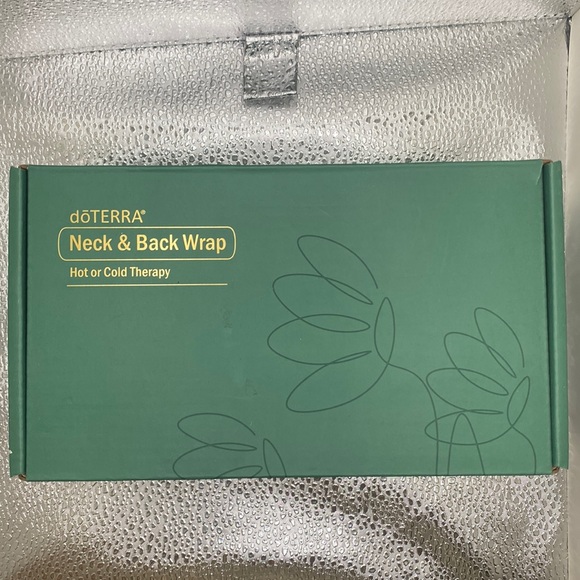 dōTERRA®
Neck & Back Wrap
Hot or Cold Therapy